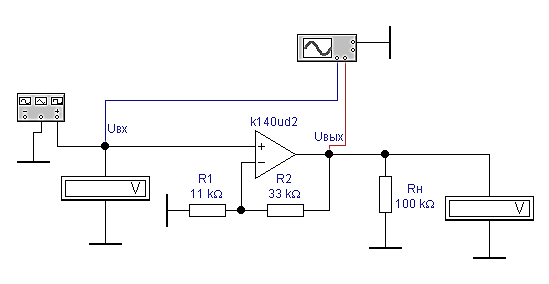 Uвх
k140ud2
Uвых
+
−
V
R1
11 kΩ
R2
33 kΩ
Rн
100 kΩ
V